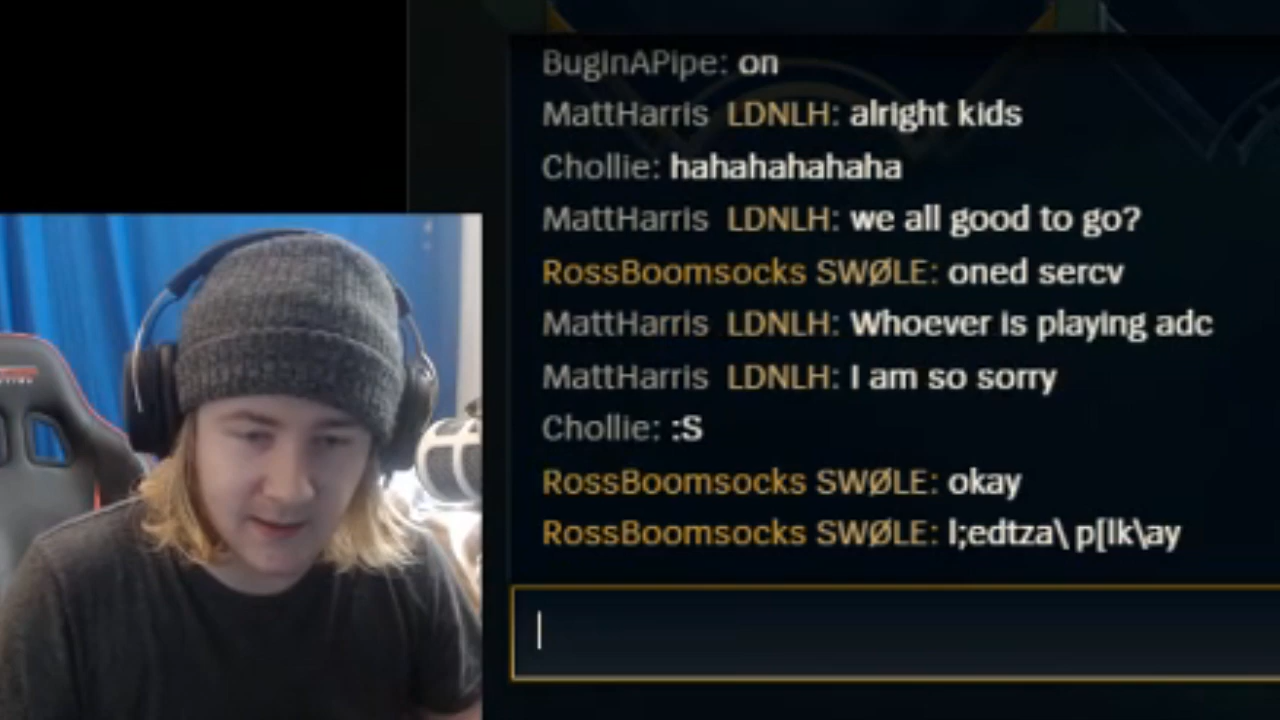 BugInAPipe: on
MattHarris LDNLH: alright kids
Chollie: hahahahahaha
MattHarris LDNLH: we all good to go?
RossBoomsocks SWØLE: oned sercv
MattHarris LDNLH: Whoever is playing adc
MattHarris LDNLH: I am so sorry
Chollie: :S
RossBoomsocks SWØLE: okay
RossBoomsocks SWØLE: l;edtza\ p[lk\ay